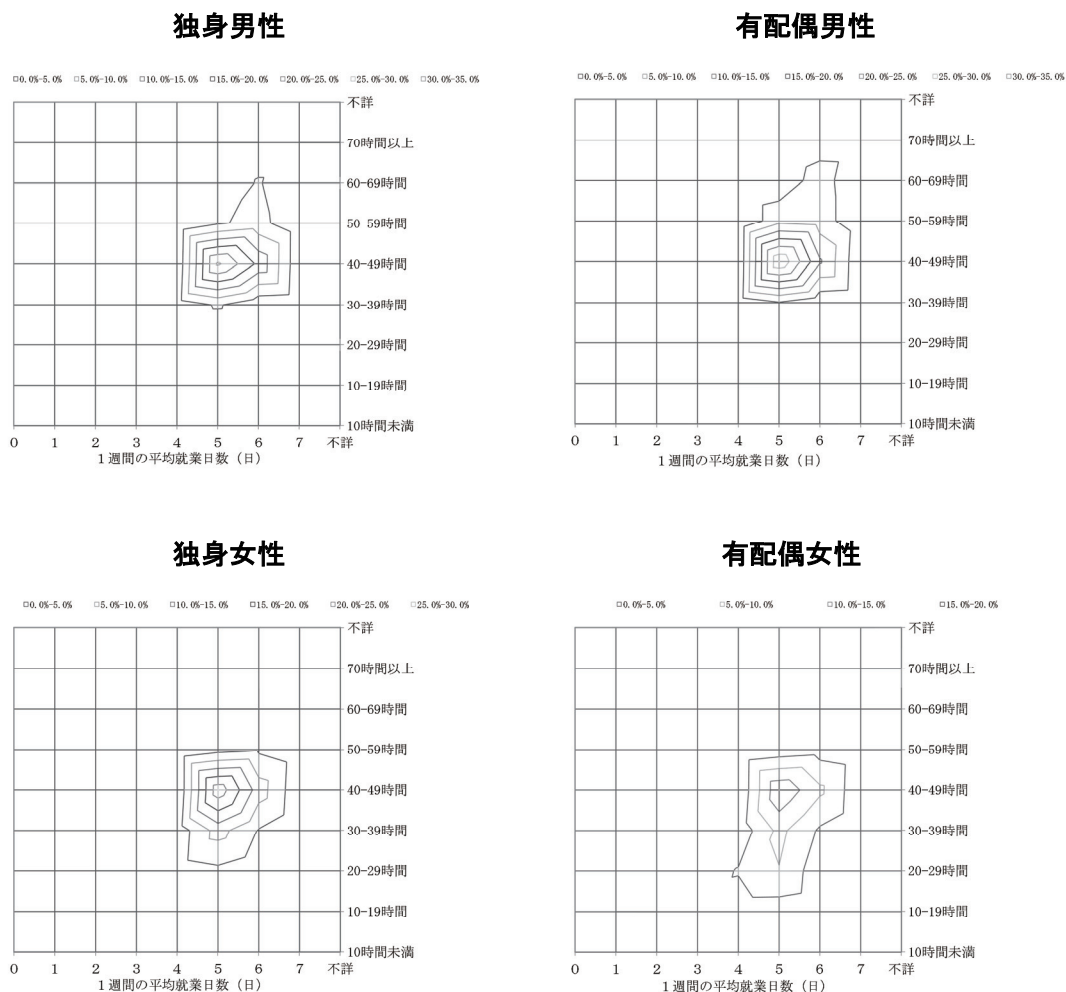 独身男性
□0.0%-5.0% □5.0%-10.0% □10.0%-15.0% □15.0%-20.0% □20.0%-25.0% □25.0%-30.0% □30.0%-35.0%
不詳
70時間以上
60-69時間
50 59時間
40-49時間
30-39時間
20-29時間
10-19時間
10時間未満
0 1 2 3 4 5 6 7 不詳
1週間の平均就業日数（日）
有配偶男性
□0.0%-5.0% □5.0%-10.0% □10.0%-15.0% □15.0%-20.0% □20.0%-25.0% □25.0%-30.0% □30.0%-35.0%
不詳
70時間以上
60-69時間
50-59時間
40-49時間
30-39時間
20-29時間
10-19時間
10時間未満
0 1 2 3 4 5 6 7 不詳
1週間の平均就業日数（日）
独身女性
□0.0%-5.0% □5.0%-10.0% □10.0%-15.0% □15.0%-20.0% □20.0%-25.0% □25.0%-30.0%
不詳
70時間以上
60-69時間
50-59時間
40-49時間
30-39時間
20-29時間
10-19時間
10時間未満
0 1 2 3 4 5 6 7 不詳
1週間の平均就業日数（日）
有配偶女性
□0.0%-5.0% □5.0%-10.0% □10.0%-15.0% □15.0%-20.0%
不詳
70時間以上
60-69時間
50-59時間
40-49時間
30-39時間
20-29時間
10-19時間
10時間未満
0 1 2 3 4 5 6 7 不詳
1週間の平均就業日数（日）